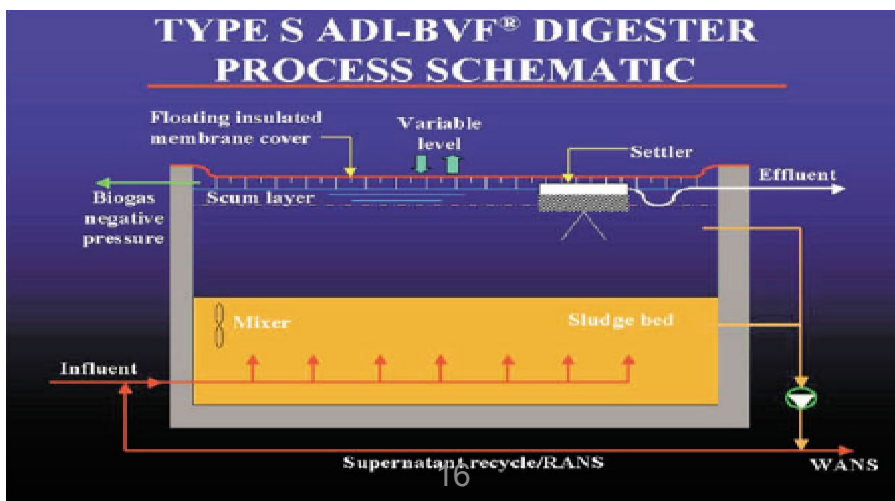 TYPE S ADI-BVF® DIGESTER
PROCESS SCHEMATIC
Floating insulated
membrane cover
Variable
level
Settler
Effluent
Biogas
negative
pressure
Scum layer
Mixer
Sludge bed
Influent
Supernatant recycle/RANS
WANS
16